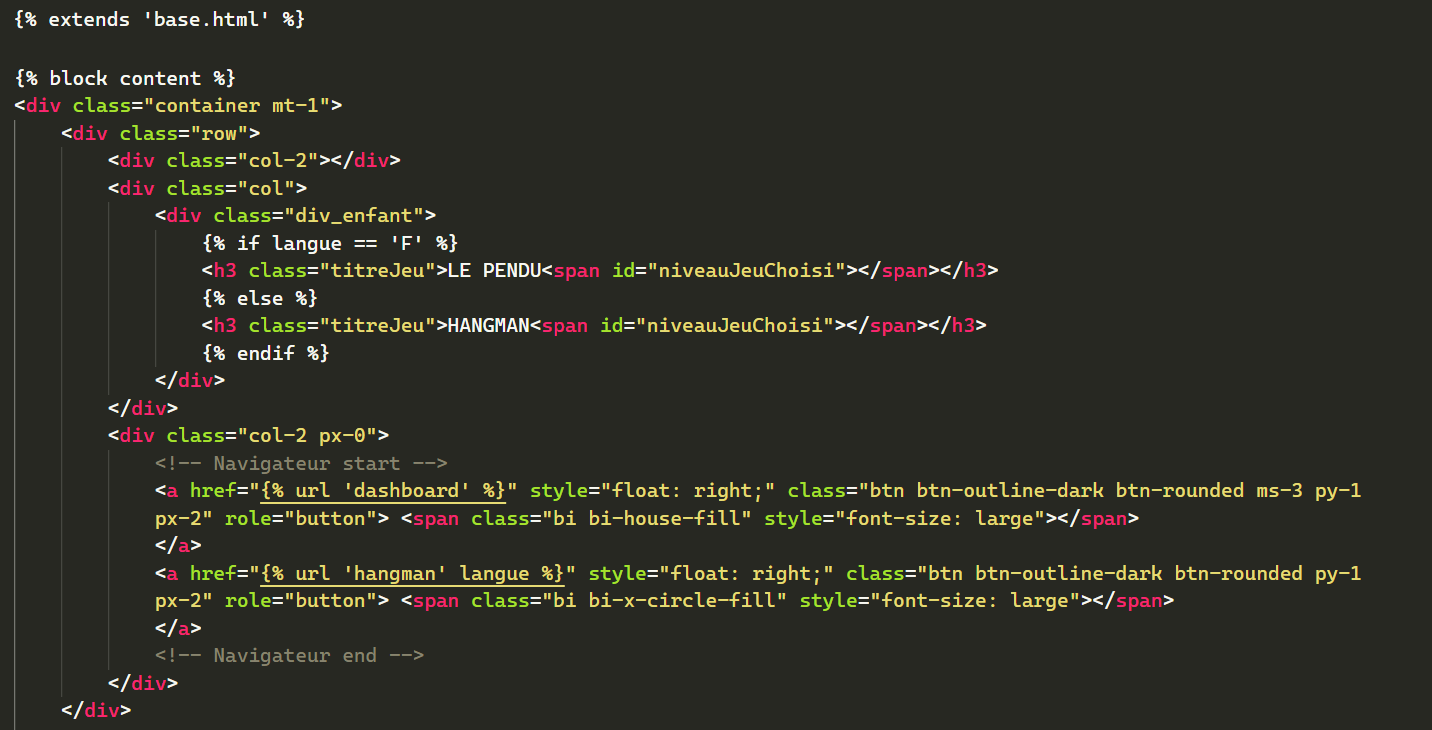 {% extends 'base.html' %}
{% block content %}
<div class="container mt-1">
<div class="row">
<div class="col-2"></div>
<div class="col">
<div class="div_enfant">
{% if langue == 'F' %}
<h3 class="titreJeu">LE PENDU<span id="niveauJeuChoisi"></span></h3>
{% else %}
<h3 class="titreJeu">HANGMAN<span id="niveauJeuChoisi"></span></h3>
{% endif %}
</div>
</div>
<div class="col-2 px-0">
<!-- Navigateur start -->
<a href="{% url 'dashboard' %}" style="float: right;" class="btn btn-outline-dark btn-rounded ms-3 py-1
px-2" role="button"> <span class="bi bi-house-fill" style="font-size: large"></span>
</a>
<a href="{% url 'hangman' langue %}" style="float: right;" class="btn btn-outline-dark btn-rounded py-1
px-2" role="button"> <span class="bi bi-x-circle-fill" style="font-size: large"></span>
</a>
<!-- Navigateur end -->
</div>
</div>